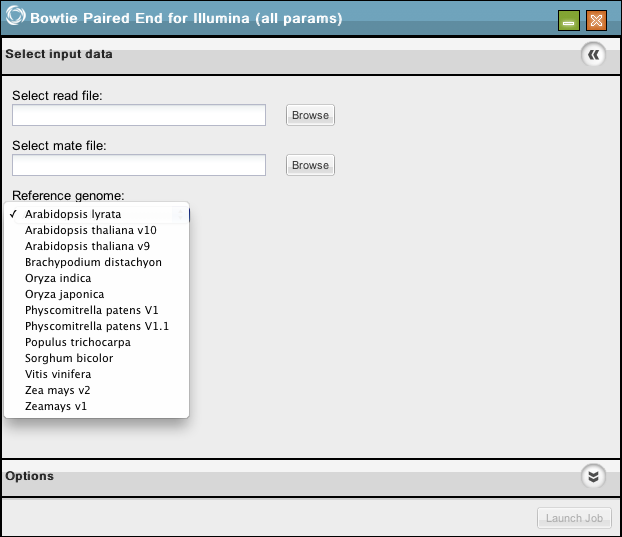 Bowtie Paired End for Illumina (all params)
Select input data
Select read file:
Browse
Select mate file:
Browse
Reference genome:
✓ Arabidopsis lyrata
Arabidopsis thaliana v10
Arabidopsis thaliana v9
Brachypodium distachyon
Oryza indica
Oryza japonica
Physcomitrella patens V1
Physcomitrella patens V1.1
Populus trichocarpa
Sorghum bicolor
Vitis vinifera
Zea mays v2
Zeamays v1
Options
Launch Job